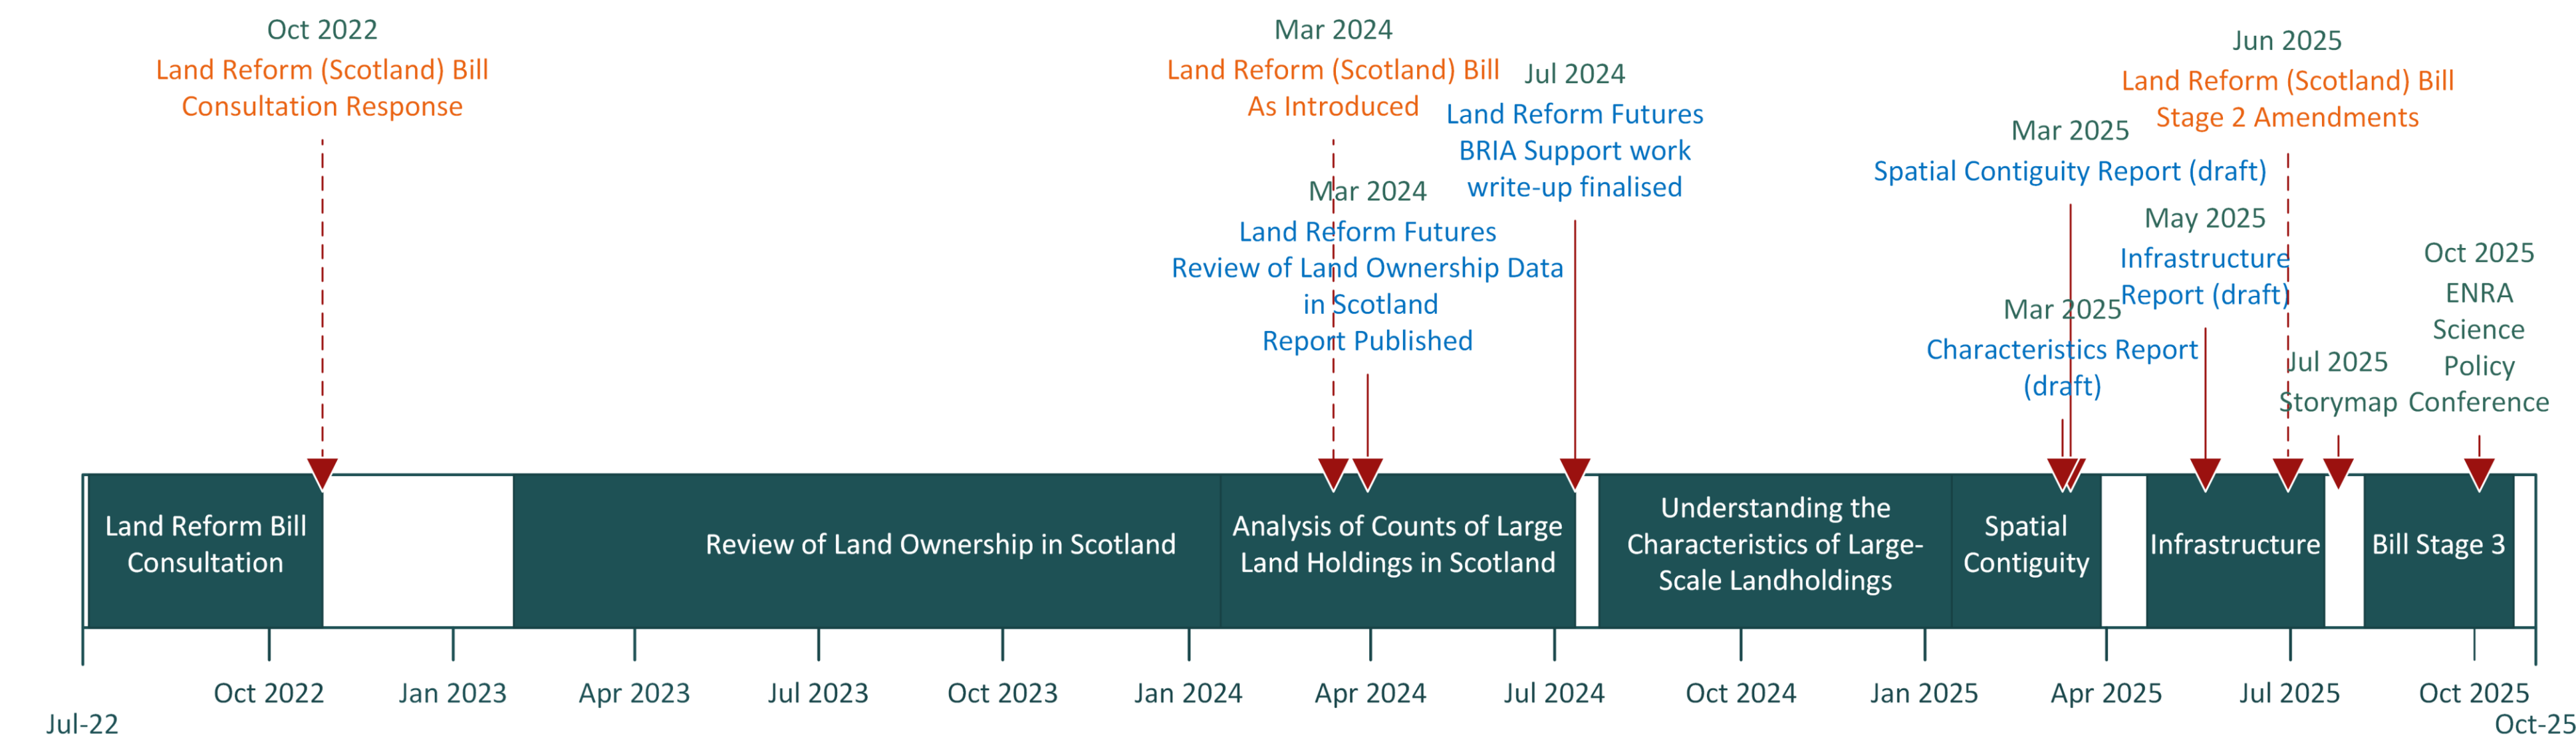 Oct 2022
Land Reform (Scotland) Bill
Consultation Response
Mar 2024
Land Reform (Scotland) Bill
As Introduced
Mar 2024
Land Reform Futures
Review of Land Ownership Data
in Scotland
Report Published
Jul 2024
Land Reform Futures
BRIA Support work
write-up finalised
Mar 2025
Spatial Contiguity Report (draft)
Mar 2025
Characteristics Report
(draft)
May 2025
Infrastructure
Report (draft)
Jun 2025
Land Reform (Scotland) Bill
Stage 2 Amendments
Jul 2025
Storymap
Oct 2025
ENRA
Science
Policy
Conference
Land Reform Bill
Consultation
Review of Land Ownership in Scotland
Analysis of Counts of Large
Land Holdings in Scotland
Understanding the
Characteristics of Large-
Scale Landholdings
Spatial
Contiguity
Infrastructure
Bill Stage 3
Jul-22
Oct 2022
Jan 2023
Apr 2023
Jul 2023
Oct 2023
Jan 2024
Apr 2024
Jul 2024
Oct 2024
Jan 2025
Apr 2025
Jul 2025
Oct 2025
Oct-25